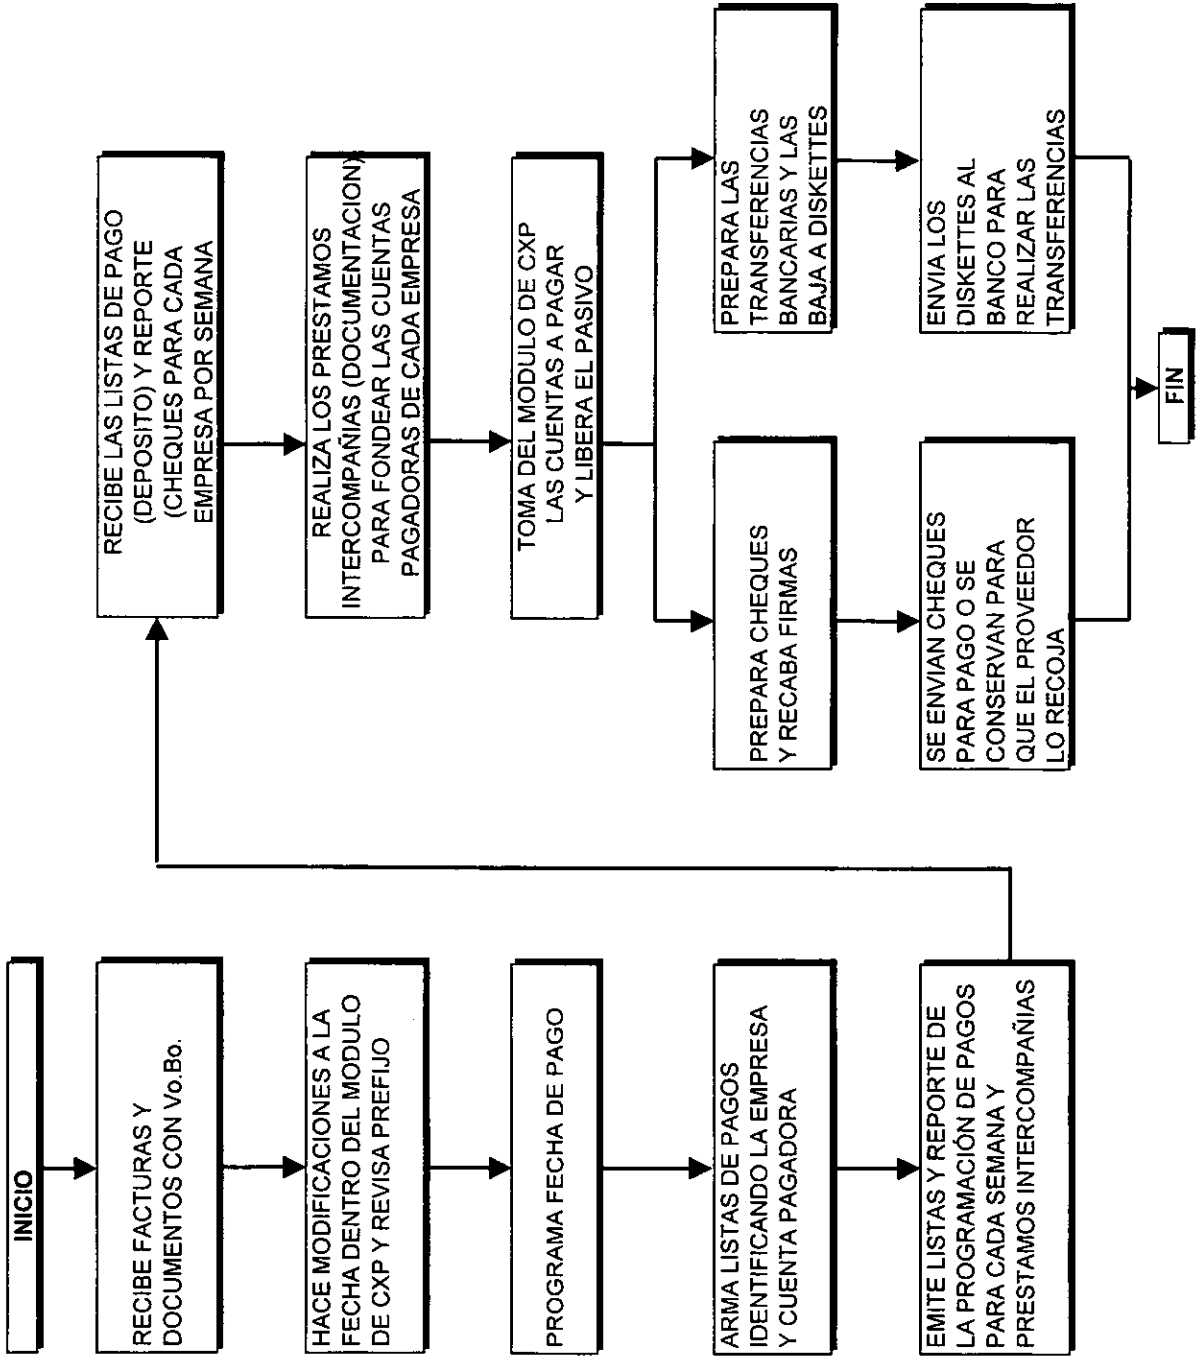 INICIO
RECIBE FACTURAS Y
DOCUMENTOS CON Vo.Bo.
HACE MODIFICACIONES A LA
FECHA DENTRO DEL MODULO
DE CXP Y REVISA PREFIJO
PROGRAMA FECHA DE PAGO
ARMA LISTAS DE PAGOS
IDENTIFICANDO LA EMPRESA
Y CUENTA PAGADORA
EMITE LISTAS Y REPORTE DE
LA PROGRAMACIÓN DE PAGOS
PARA CADA SEMANA Y
PRESTAMOS INTERCOMPAÑIAS
RECIBE LAS LISTAS DE PAGO
(DEPOSITO) Y REPORTE
(CHEQUES PARA CADA
EMPRESA POR SEMANA
REALIZA LOS PRESTAMOS
INTERCOMPAÑIAS (DOCUMENTACION)
PARA FONDEAR LAS CUENTAS
PAGADORAS DE CADA EMPRESA
TOMA DEL MODULO DE CXP
LAS CUENTAS A PAGAR
Y LIBERA EL PASIVO
PREPARA CHEQUES
Y RECABA FIRMAS
SE ENVIAN CHEQUES
PARA PAGO O SE
CONSERVAN PARA
QUE EL PROVEEDOR
LO RECOJA
PREPARA LAS
TRANSFERENCIAS
BANCARIAS Y LAS
BAJA A DISKETTES
ENVIA LOS
DISKETTES AL
BANCO PARA
REALIZAR LAS
TRANSFERENCIAS
FIN